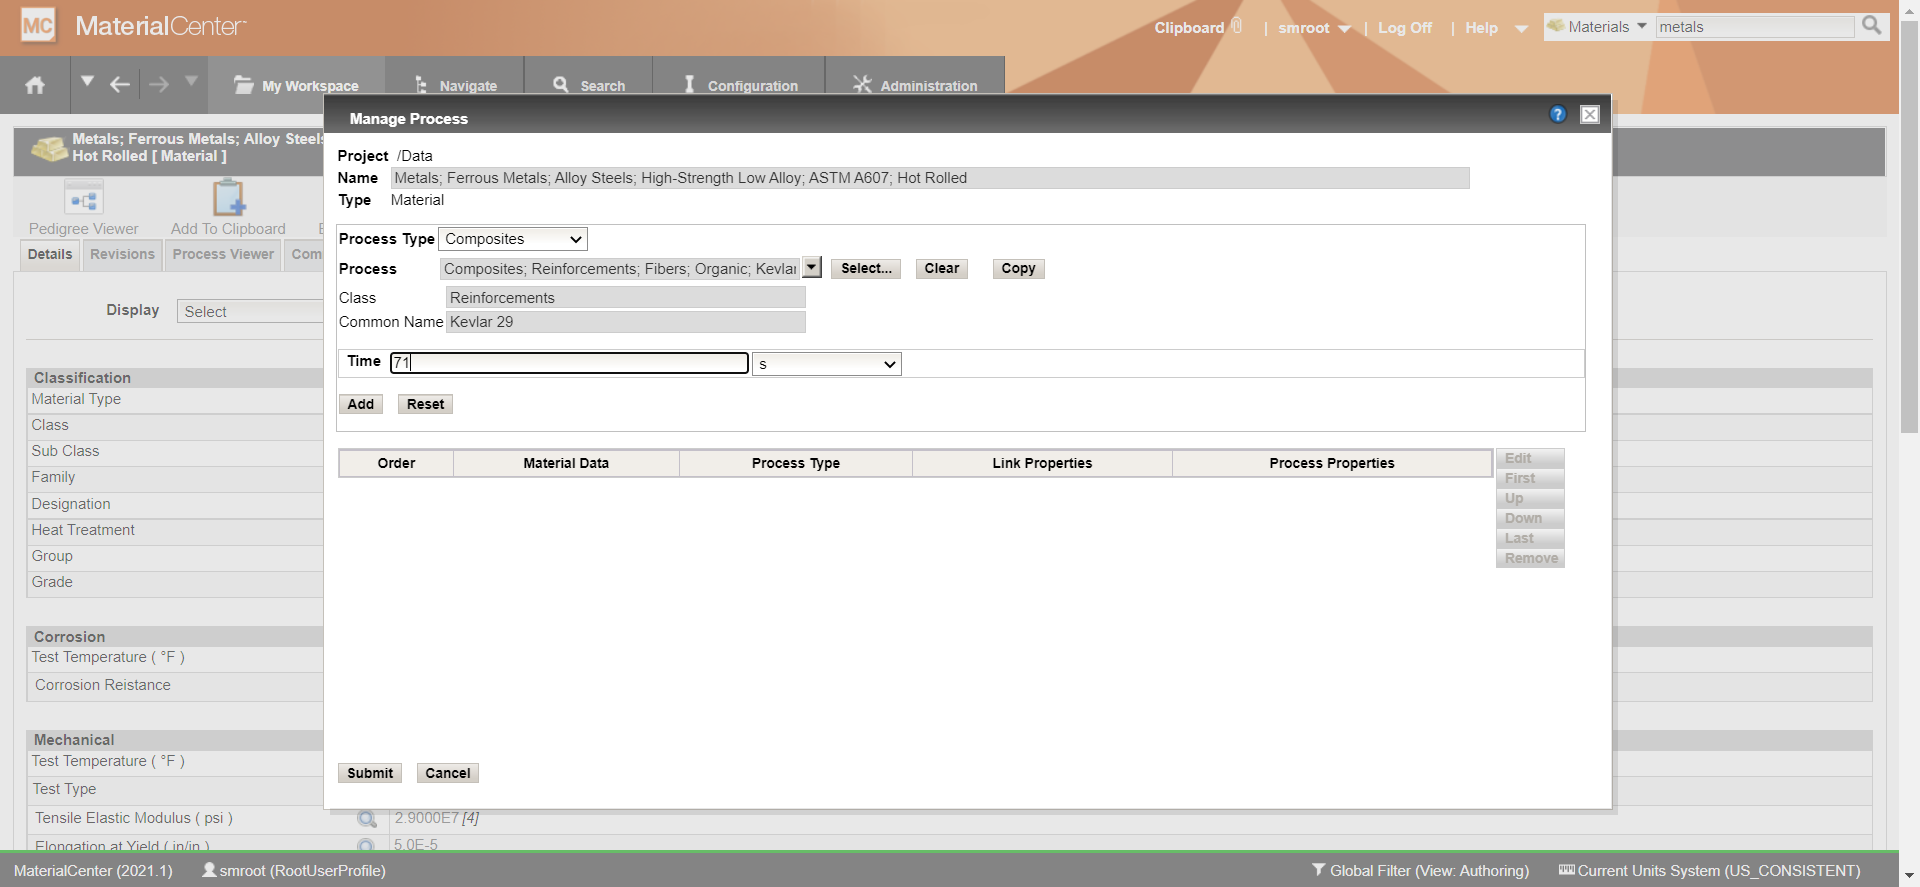 MC MaterialCenter
Clipboard | smroot | Log Off | Help Materials metals
My Workspace Navigate Search Configuration Administration
Metals; Ferrous Metals; Alloy Steels
Hot Rolled [ Material ]
Pedigree Viewer Add To Clipboard
Details Revisions Process Viewer Com
Display Select
Classification
Material Type
Class
Sub Class
Family
Designation
Heat Treatment
Group
Grade
Corrosion
Test Temperature ( °F )
Corrosion Reistance
Mechanical
Test Temperature ( °F )
Test Type
Tensile Elastic Modulus ( psi ) 2.9000E7 [4]
Elongation at Yield ( in/in ) 5.0E-5
Manage Process ?
Project /Data
Name Metals; Ferrous Metals; Alloy Steels; High-Strength Low Alloy; ASTM A607; Hot Rolled
Type Material
Process Type Composites
Process Composites; Reinforcements; Fibers; Organic; Kevlar Select... Clear Copy
Class Reinforcements
Common Name Kevlar 29
Time 71 s
Add Reset
Order Material Data Process Type Link Properties Process Properties
Edit
First
Up
Down
Last
Remove
Submit Cancel
MaterialCenter (2021.1) smroot (RootUserProfile) Global Filter (View: Authoring) Current Units System (US_CONSISTENT)